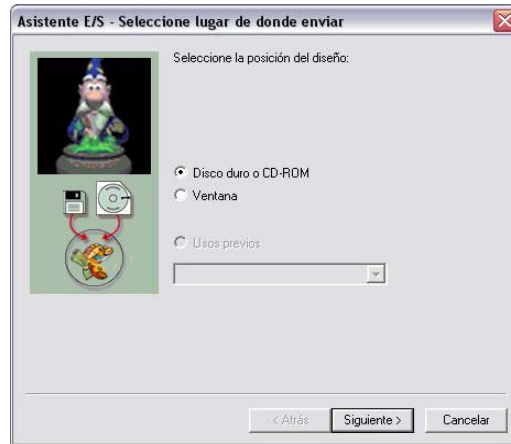 Asistente E/S - Seleccione lugar de donde enviar
Seleccione la posición del diseño:
Disco duro o CD-ROM
Ventana
Usos previos
< Atrás
Siguiente >
Cancelar